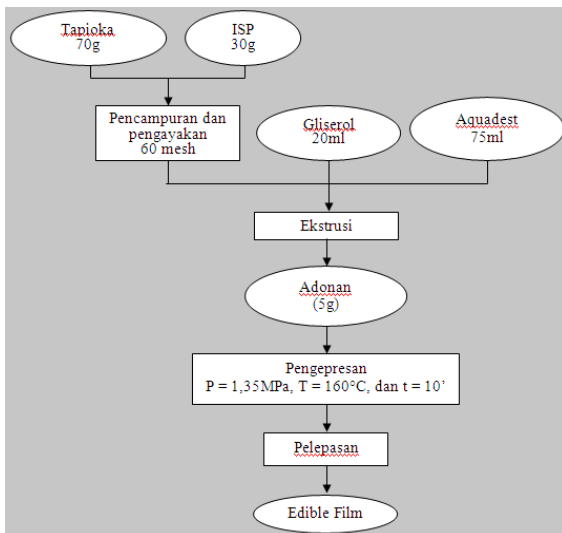 Tapioka
70g
ISP
30g
Pencampuran dan
pengayakan
60 mesh
Gliserol
20ml
Aquadest
75ml
Ekstrusi
Adonan
(5g)
Pengepresan
P = 1,35MPa, T = 160°C, dan t = 10’
Pelepasan
Edible Film